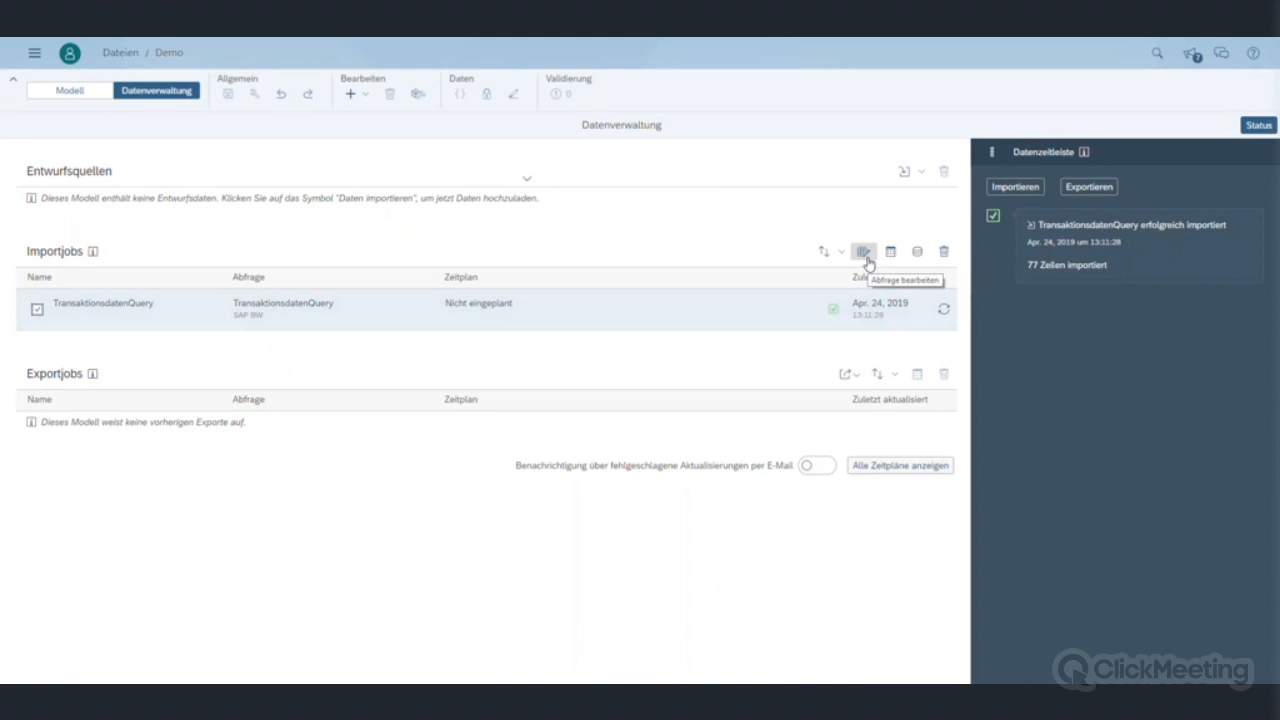 Dateien / Demo
2
Allgemein Bearbeiten Daten Validierung
Modell Datenverwaltung
0
Datenverwaltung
Status
Datenzeitleiste
Entwurfsquellen
Dieses Modell enthält keine Entwurfsdaten. Klicken Sie auf das Symbol "Daten importieren", um jetzt Daten hochzuladen.
Importjobs
Name Abfrage Zeitplan
Abfrage bearbeiten
TransaktionsdatenQuery TransaktionsdatenQuery Nicht eingeplant Apr. 24, 2019
SAP BW 13:11:28
Exportjobs
Name Abfrage Zeitplan Zuletzt aktualisiert
Dieses Modell weist keine vorherigen Exporte auf.
Benachrichtigung über fehlgeschlagene Aktualisierungen per E-Mail Alle Zeitpläne anzeigen
Importieren Exportieren
TransaktionsdatenQuery erfolgreich importiert
Apr. 24, 2019 um 13:11:28
77 Zeilen importiert
ClickMeeting